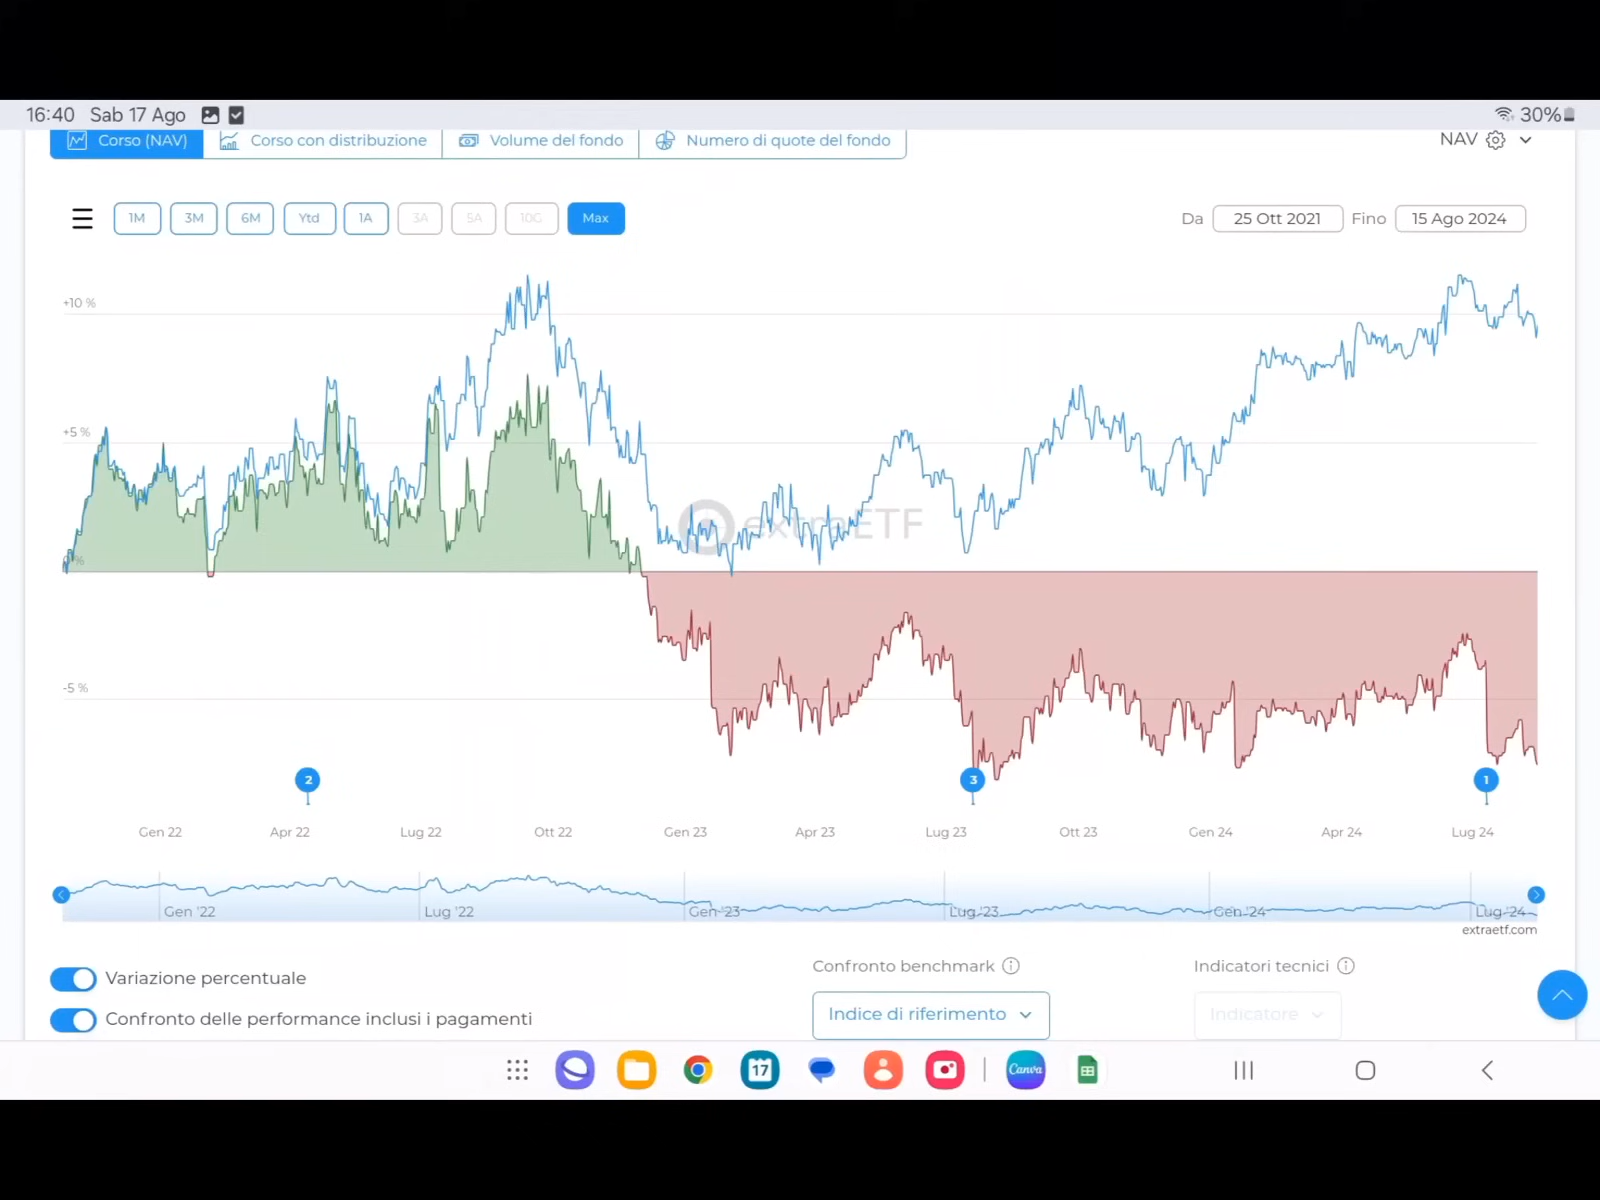 16:40 Sab 17 Ago 30%
Corso (NAV) Corso con distribuzione Volume del fondo Numero di quote del fondo NAV
1M 3M 6M Ytd 1A 3A 5A 10G Max Da 25 Ott 2021 Fino 15 Ago 2024
+10 %
+5 %
extraETF
0 %
-5 %
2 3 1
Gen 22 Apr 22 Lug 22 Ott 22 Gen 23 Apr 23 Lug 23 Ott 23 Gen 24 Apr 24 Lug 24
Gen '22 Lug '22 Gen '23 Lug '23 Gen '24 Lug '24
extraetf.com
Variazione percentuale Confronto benchmark Indicatori tecnici
Confronto delle performance inclusi i pagamenti Indice di riferimento Indicatore
17 Canva